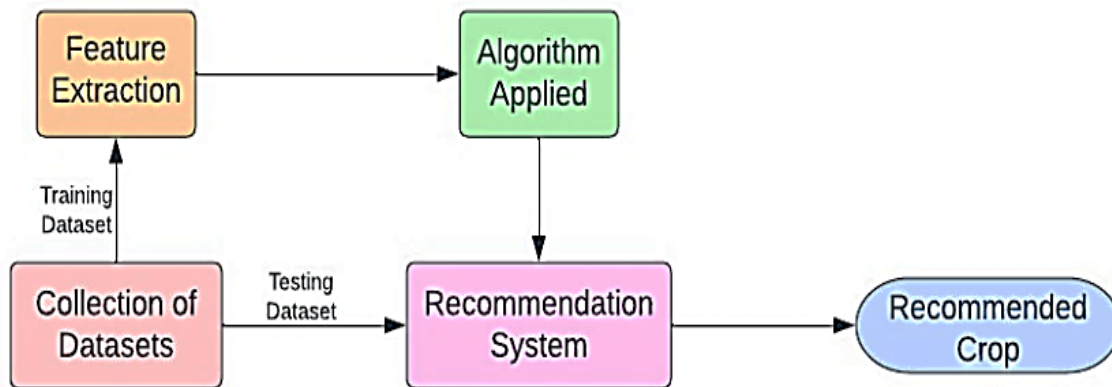 Feature
Extraction
Algorithm
Applied
Training
Dataset
Collection of
Datasets
Testing
Dataset
Recommendation
System
Recommended
Crop